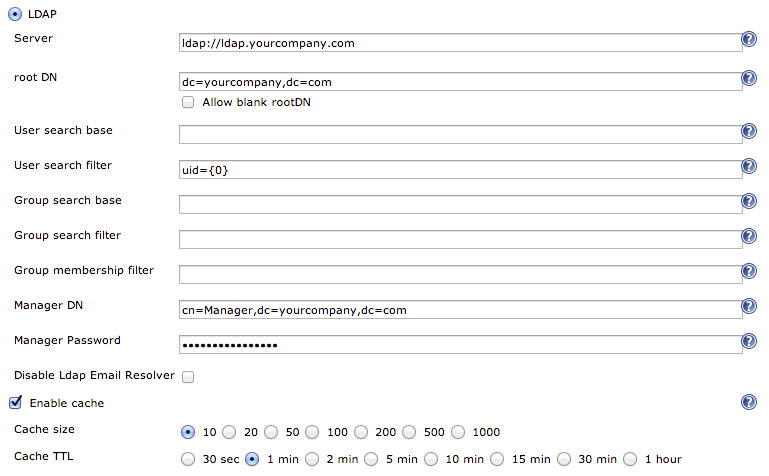 LDAP
Server ldap://ldap.yourcompany.com ?
root DN dc=yourcompany,dc=com ?
Allow blank rootDN
User search base ?
User search filter uid={0} ?
Group search base ?
Group search filter ?
Group membership filter ?
Manager DN cn=Manager,dc=yourcompany,dc=com ?
Manager Password •••••••••••••••• ?
Disable Ldap Email Resolver
Enable cache ?
Cache size 10 20 50 100 200 500 1000
Cache TTL 30 sec 1 min 2 min 5 min 10 min 15 min 30 min 1 hour